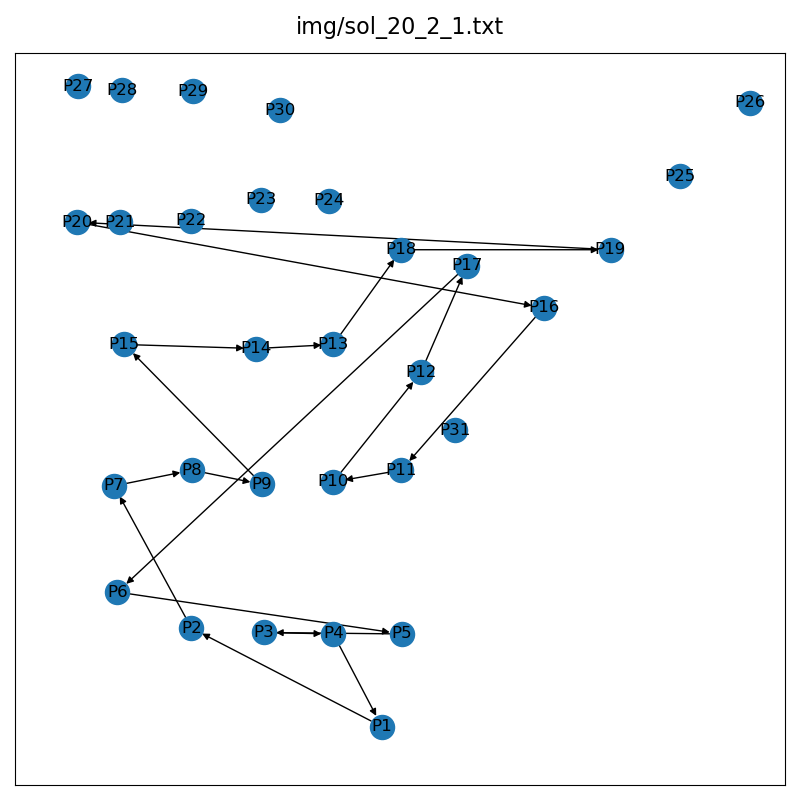 img/sol_20_2_1.txt
P27 P28 P29 P30 P26
P25
P23 P24
P20 P21 P22
P18 P19
P17
P16
P15 P14 P13
P12
P31
P7 P8 P9 P10 P11
P6
P2 P3 P4 P5
P1